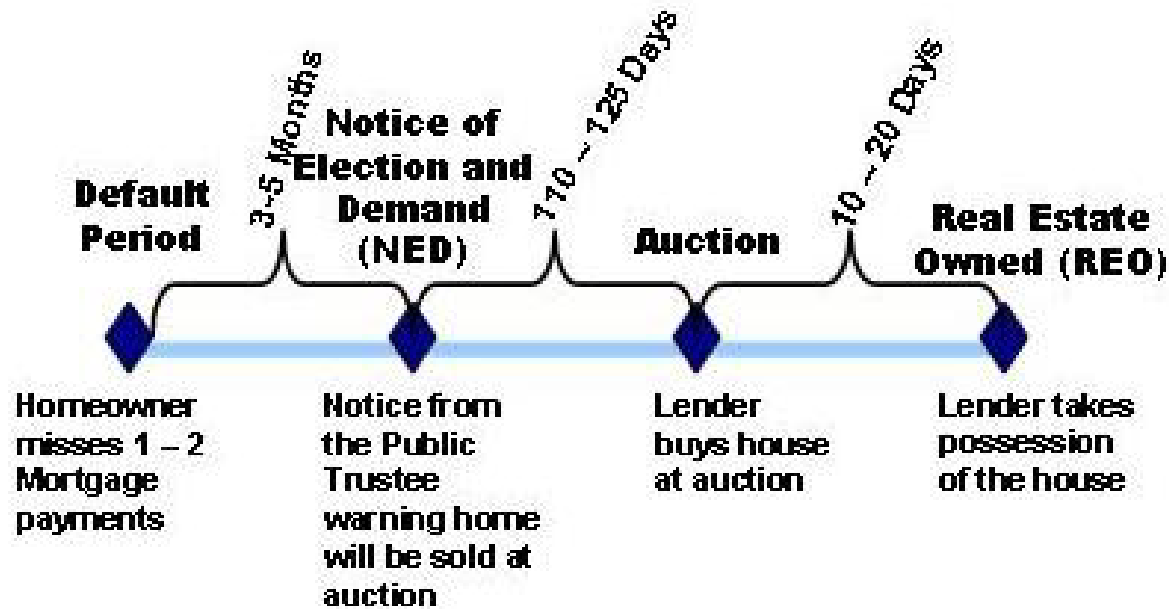 3-5 Months
110 – 125 Days
10 – 20 Days
Default
Period
Notice of
Election and
Demand
(NED)
Auction
Real Estate
Owned (REO)
Homeowner
misses 1 – 2
Mortgage
payments
Notice from
the Public
Trustee
warning home
will be sold at
auction
Lender
buys house
at auction
Lender takes
possession
of the house